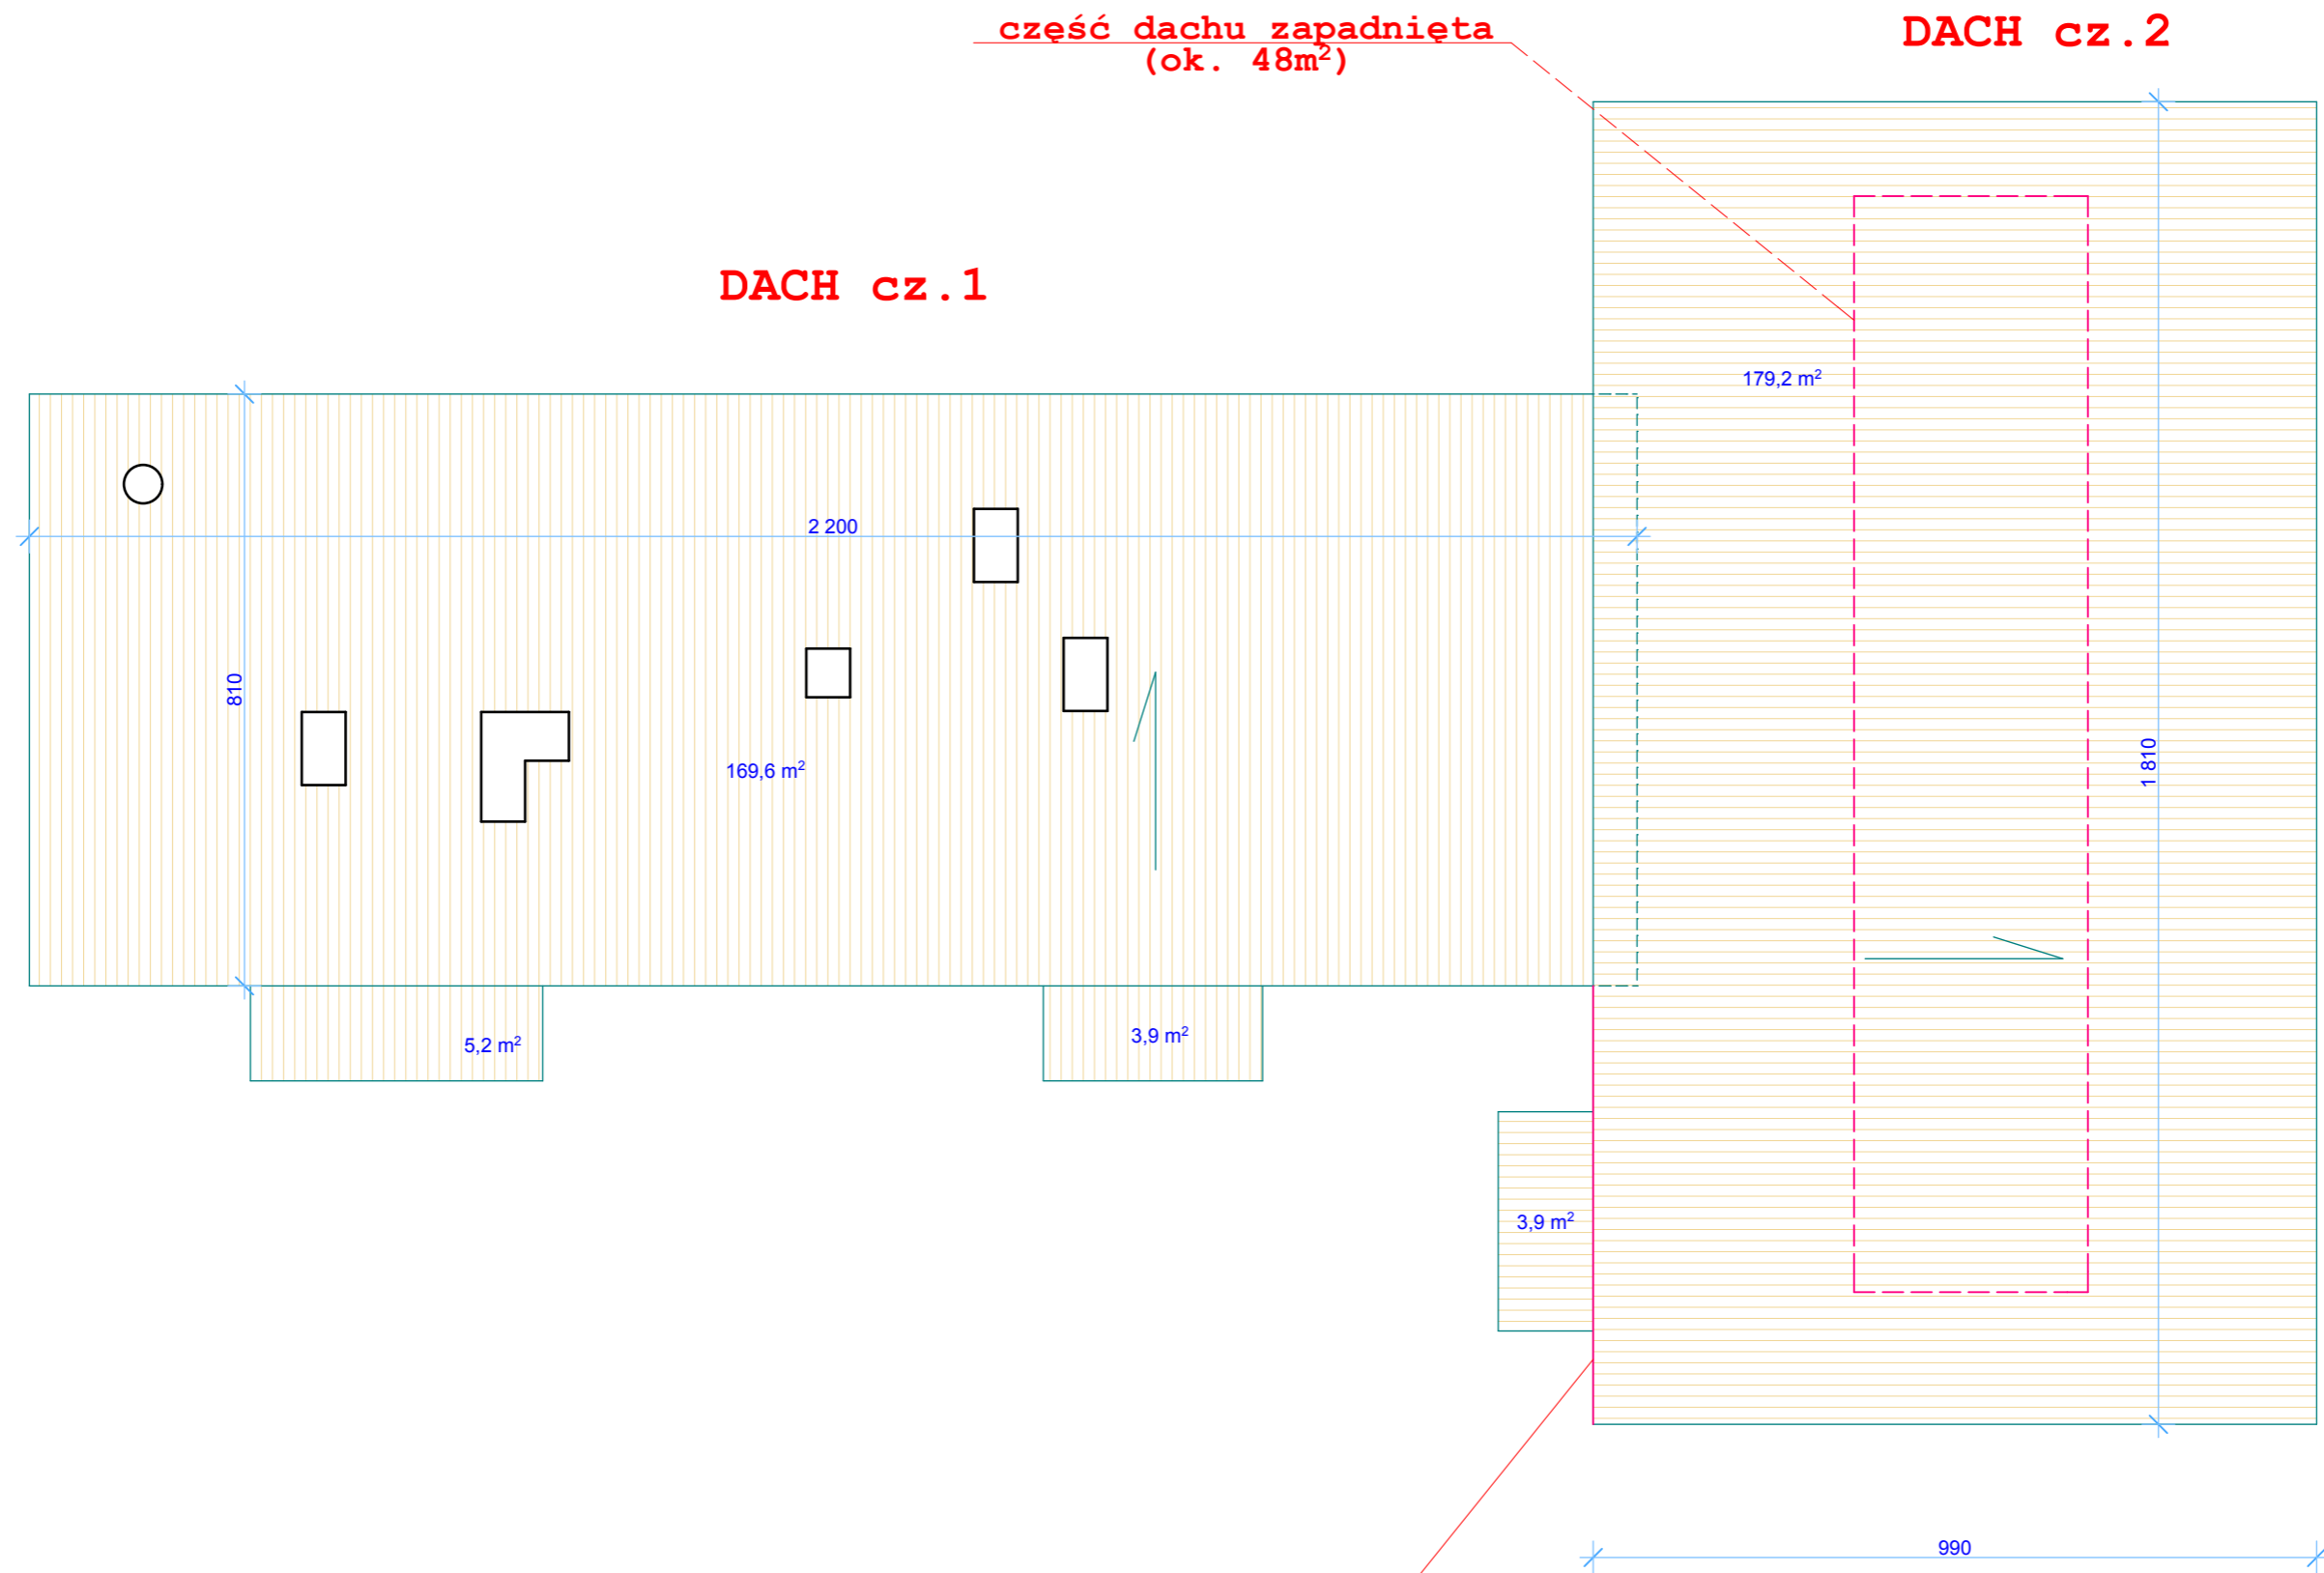 część dachu zapadnięta
(ok. 48m²)
DACH cz.2
DACH cz.1
179,2 m²
2 200
810
169,6 m²
1 810
5,2 m²
3,9 m²
3,9 m²
990